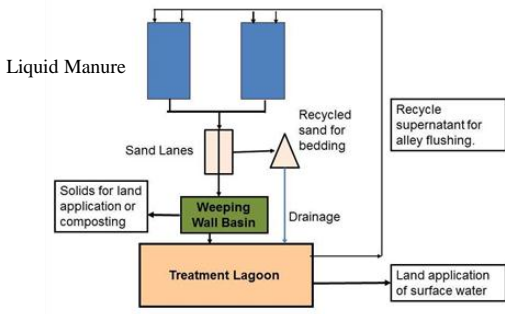 Liquid Manure
Recycled
sand for
bedding
Recycle
supernatant for
alley flushing.
Sand Lanes
Solids for land
application or
composting
Weeping
Wall Basin
Drainage
Treatment Lagoon
Land application
of surface water